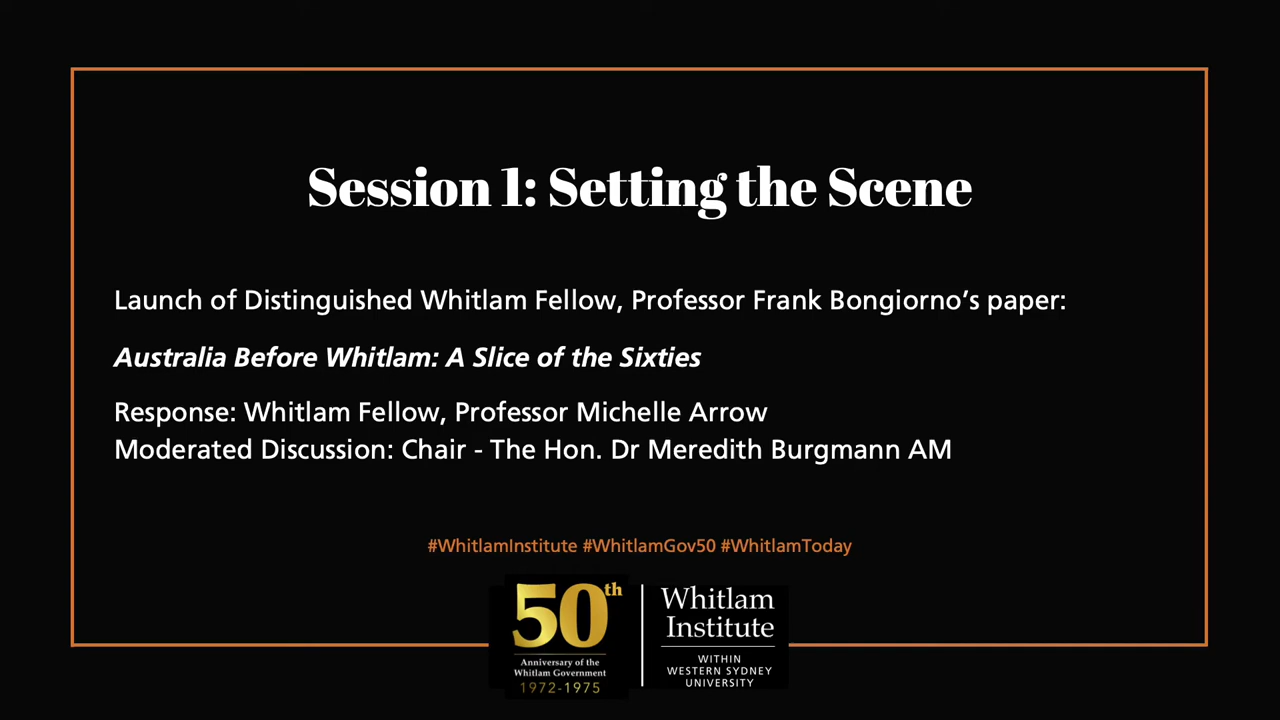 Session 1: Setting the Scene
Launch of Distinguished Whitlam Fellow, Professor Frank Bongiorno’s paper:
Australia Before Whitlam: A Slice of the Sixties
Response: Whitlam Fellow, Professor Michelle Arrow
Moderated Discussion: Chair - The Hon. Dr Meredith Burgmann AM
#WhitlamInstitute #WhitlamGov50 #WhitlamToday
50th
Anniversary of the
Whitlam Government
1972-1975
Whitlam
Institute
WITHIN
WESTERN SYDNEY
UNIVERSITY